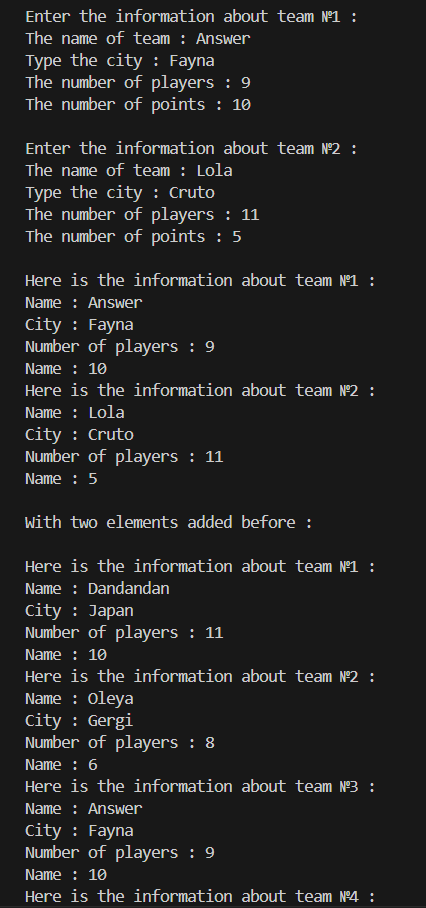 Enter the information about team №1 :
The name of team : Answer
Type the city : Fayna
The number of players : 9
The number of points : 10
Enter the information about team №2 :
The name of team : Lola
Type the city : Cruto
The number of players : 11
The number of points : 5
Here is the information about team №1 :
Name : Answer
City : Fayna
Number of players : 9
Name : 10
Here is the information about team №2 :
Name : Lola
City : Cruto
Number of players : 11
Name : 5
With two elements added before :
Here is the information about team №1 :
Name : Dandandan
City : Japan
Number of players : 11
Name : 10
Here is the information about team №2 :
Name : Oleya
City : Gergi
Number of players : 8
Name : 6
Here is the information about team №3 :
Name : Answer
City : Fayna
Number of players : 9
Name : 10
Here is the information about team №4 :